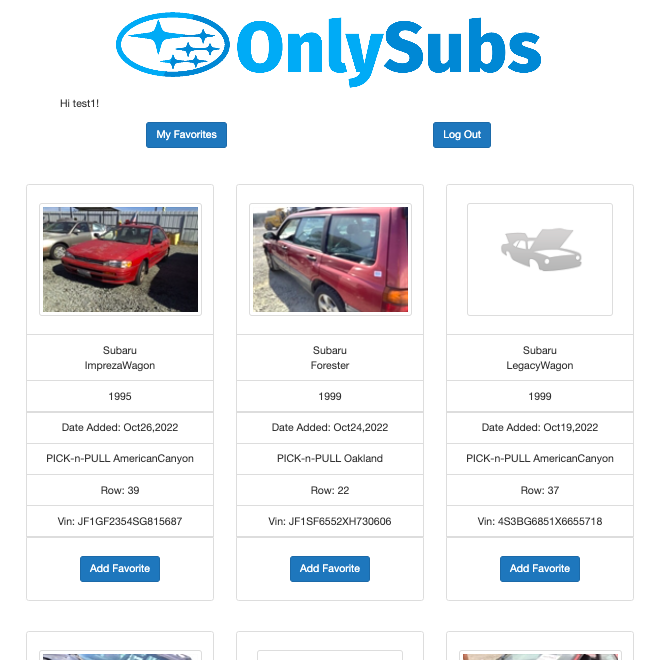 OnlySubs
Hi test1!
My Favorites
Log Out
Subaru
ImprezaWagon
1995
Date Added: Oct26,2022
PICK-n-PULL AmericanCanyon
Row: 39
Vin: JF1GF2354SG815687
Add Favorite
Subaru
Forester
1999
Date Added: Oct24,2022
PICK-n-PULL Oakland
Row: 22
Vin: JF1SF6552XH730606
Add Favorite
Subaru
LegacyWagon
1999
Date Added: Oct19,2022
PICK-n-PULL AmericanCanyon
Row: 37
Vin: 4S3BG6851X6655718
Add Favorite